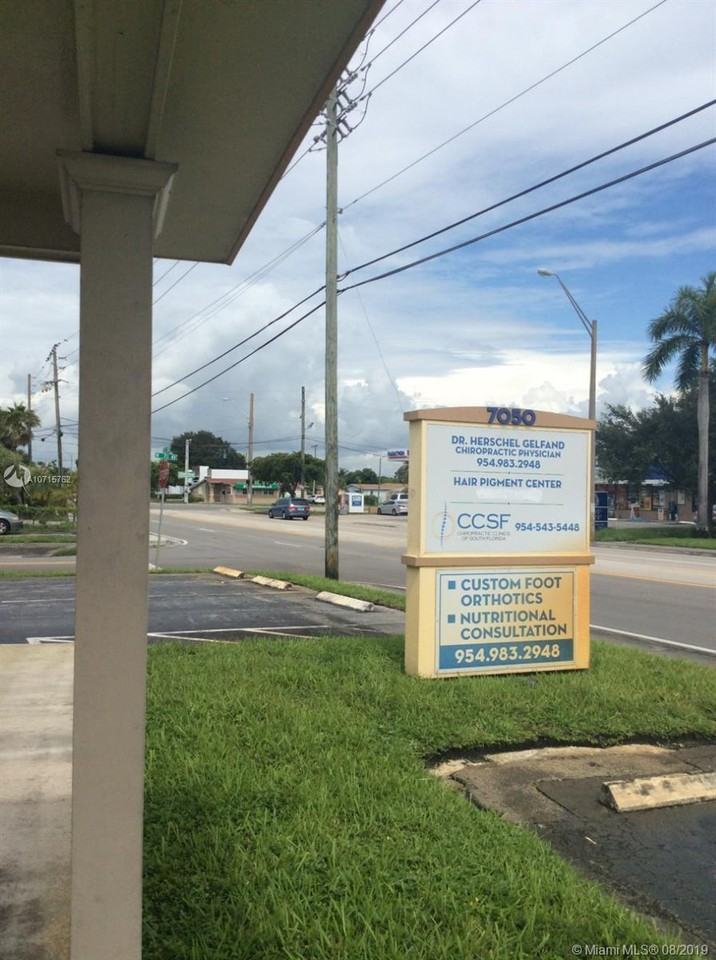 7050
DR. HERSCHEL GELFAND
CHIROPRACTIC PHYSICIAN
954.983.2948
HAIR PIGMENT CENTER
CCSF 954-543-5448
CHIROPRACTIC CLINICS
OF SOUTH FLORIDA
■ CUSTOM FOOT
ORTHOTICS
■ NUTRITIONAL
CONSULTATION
954.983.2948
A10715762
© Miami MLS® 08/2019